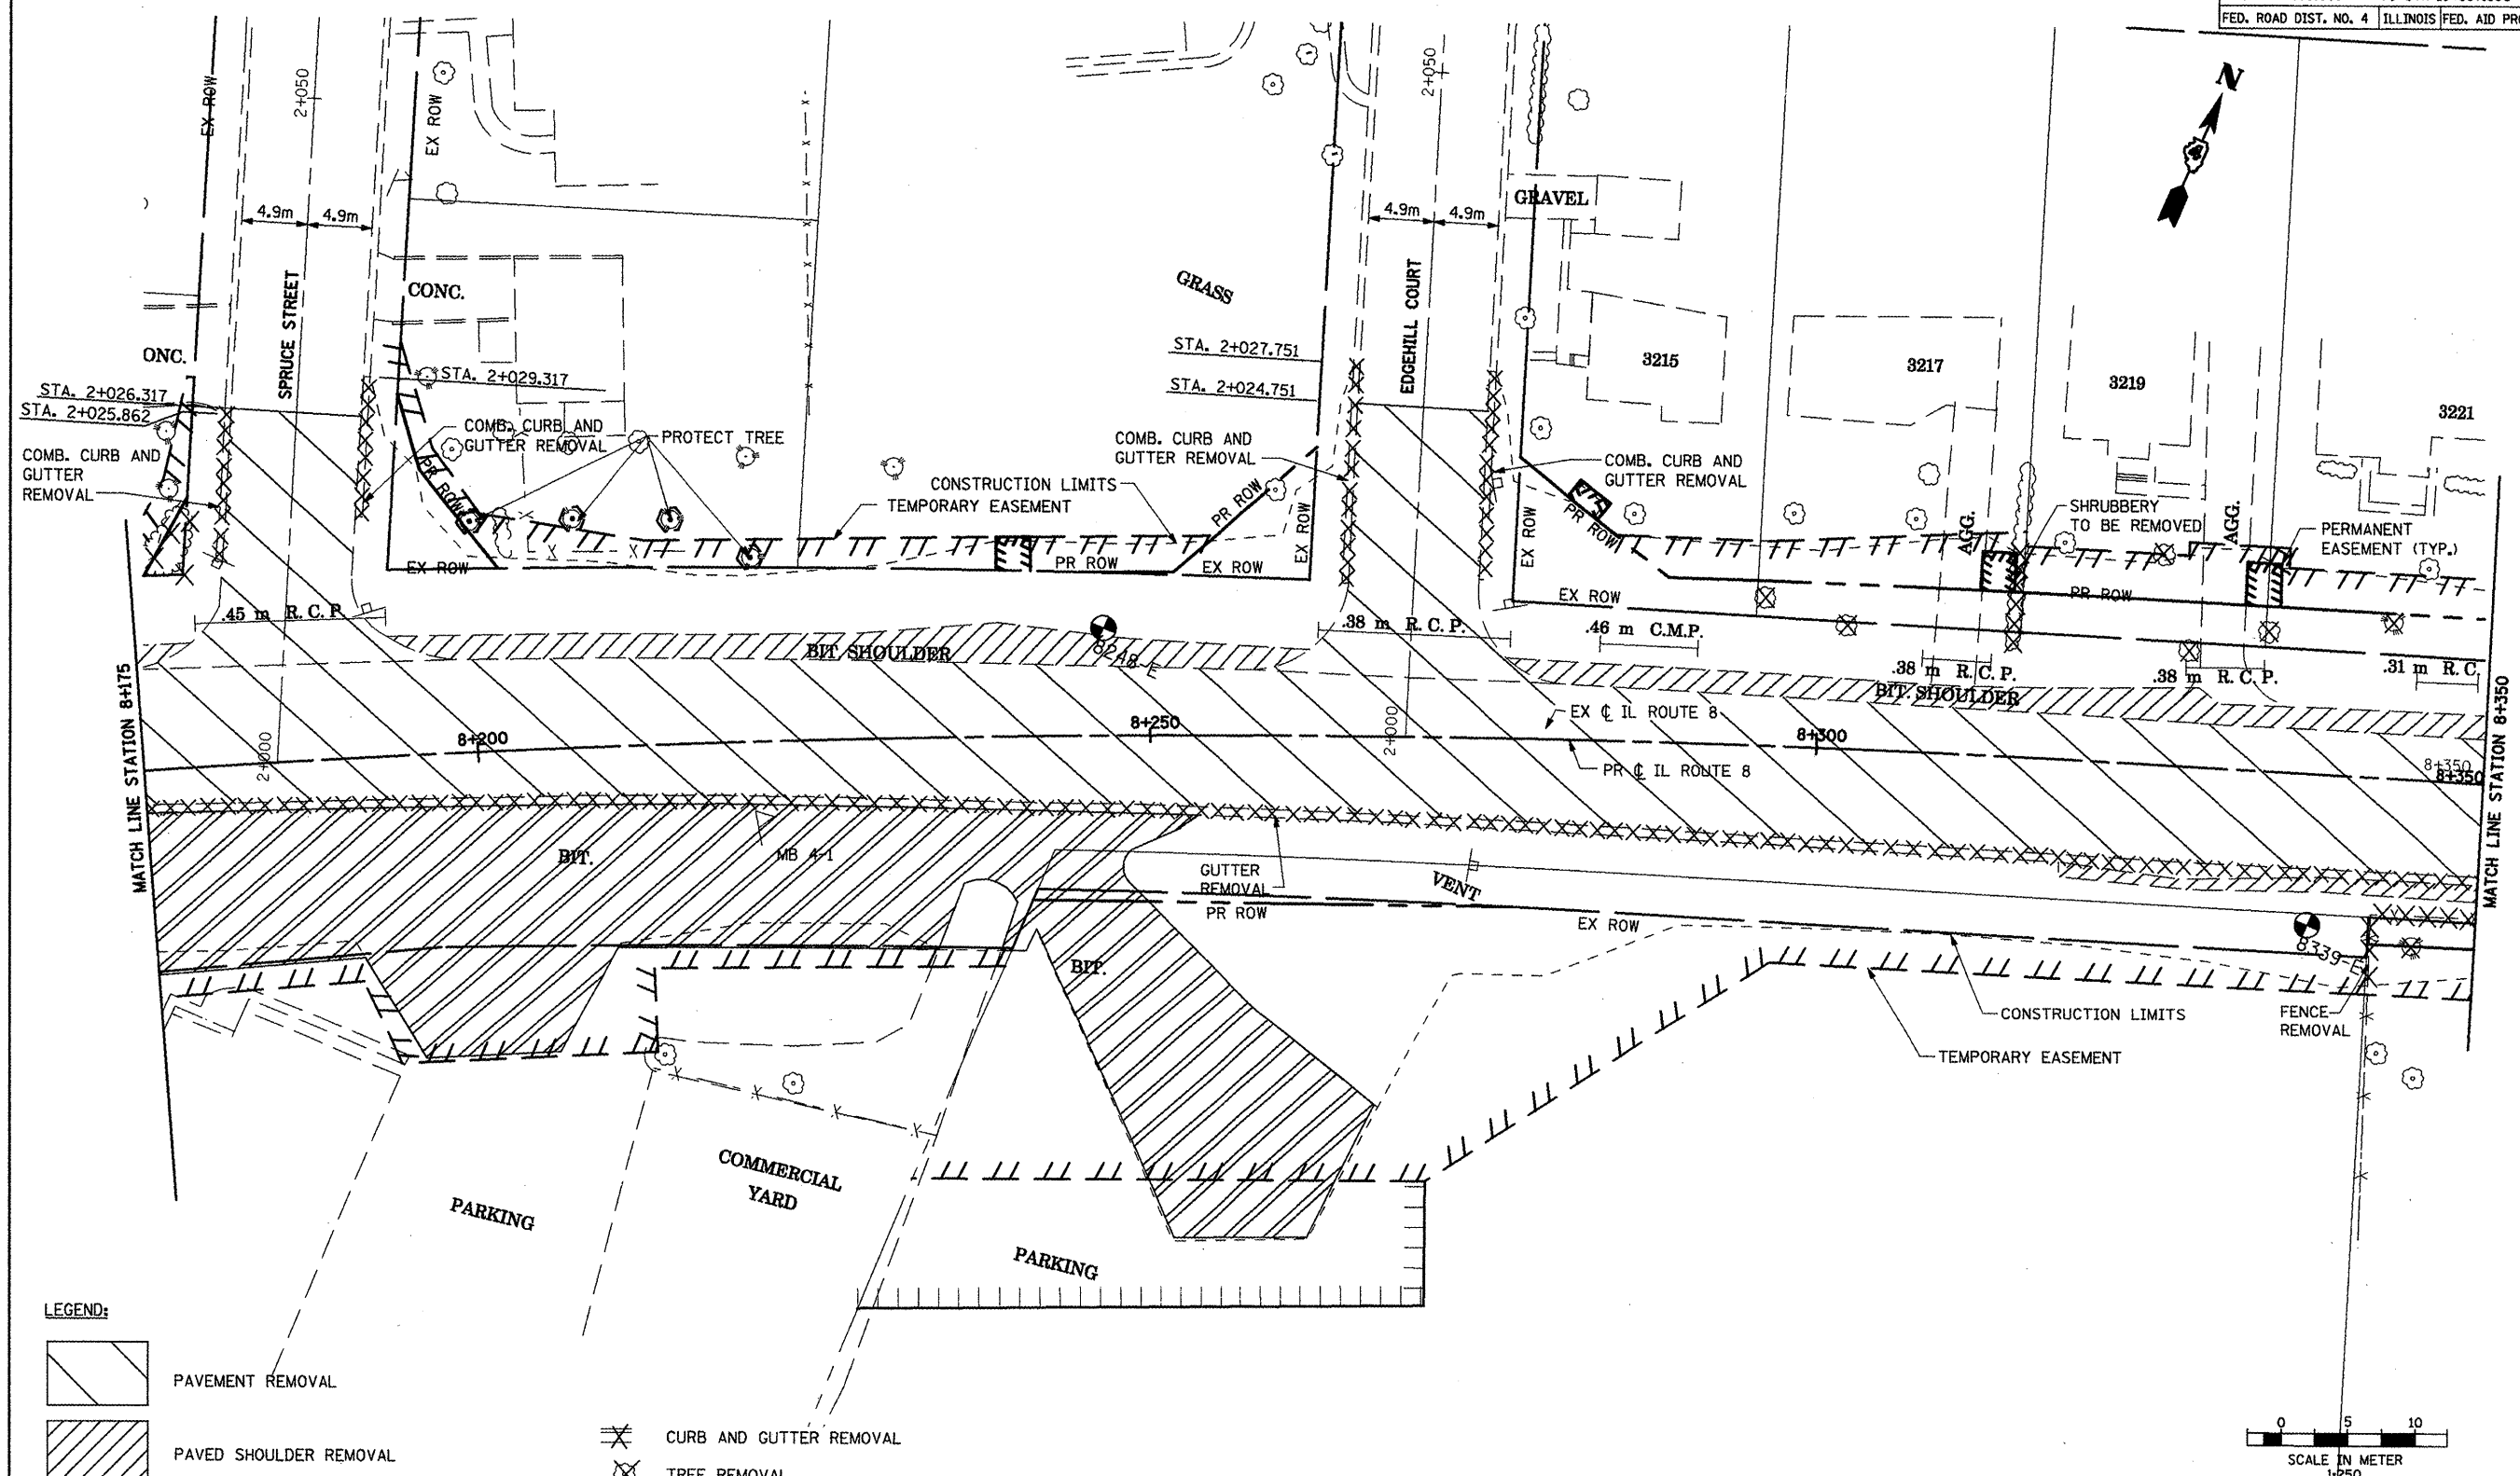 FED. ROAD DIST. NO. 4 ILLINOIS FED. AID
N
EX ROW
2+050
EX ROW
2+050
4.9m 4.9m
4.9m 4.9m
GRAVEL
SPRUCE STREET
CONC.
GRASS
EDGEHILL COURT
ONC.
STA. 2+027.751
STA. 2+024.751
3215
3217
3219
3221
STA. 2+026.317
STA. 2+025.862
STA. 2+029.317
COMB. CURB AND
GUTTER
REMOVAL
COMB. CURB AND
GUTTER REMOVAL
PROTECT TREE
PR ROW
CONSTRUCTION LIMITS
TEMPORARY EASEMENT
COMB. CURB AND
GUTTER REMOVAL
PR ROW
EX ROW
COMB. CURB AND
GUTTER REMOVAL
EX ROW
PR ROW
SHRUBBERY
TO BE REMOVED
AGG.
AGG.
PERMANENT
EASEMENT (TYP.)
EX ROW
PR ROW
EX ROW
EX ROW
PR ROW
.45 m R. C. P.
.38 m R. C. P.
.46 m C.M.P.
.38 m R. C. P.
.38 m R. C. P.
.31 m R. C.
BIT. SHOULDER
8248-E
BIT. SHOULDER
MATCH LINE STATION 8+175
2+000
8+200
8+250
2+000
EX ℄ IL ROUTE 8
PR ℄ IL ROUTE 8
8+300
8+350
8+350
MATCH LINE STATION 8+350
BIT.
MB 4-1
GUTTER
REMOVAL
VENT
PR ROW
EX ROW
8339-E
BIT.
CONSTRUCTION LIMITS
TEMPORARY EASEMENT
FENCE
REMOVAL
COMMERCIAL
YARD
PARKING
PARKING
LEGEND:
PAVEMENT REMOVAL
PAVED SHOULDER REMOVAL
CURB AND GUTTER REMOVAL
TREE REMOVAL
0 5 10
SCALE IN METER
1:250